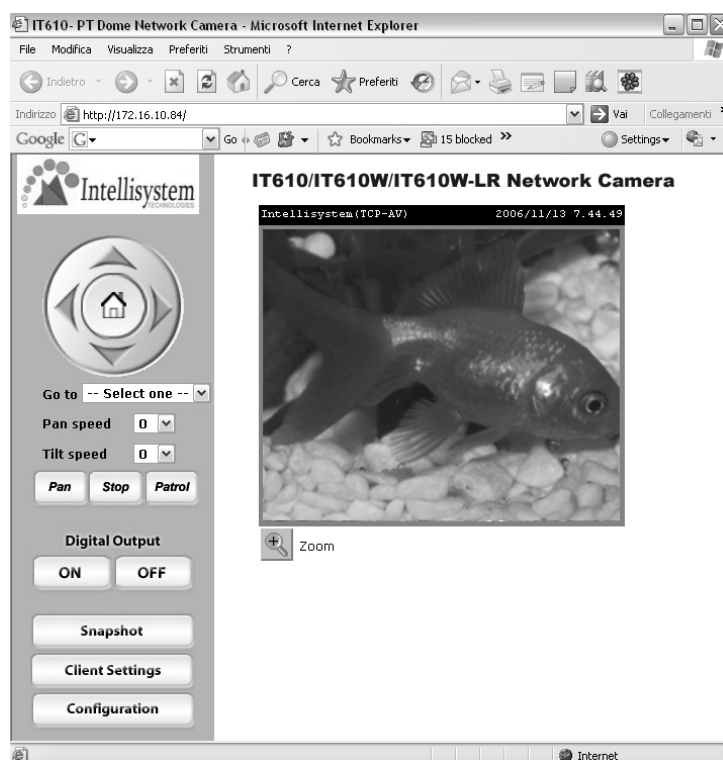 IT610- PT Dome Network Camera - Microsoft Internet Explorer
File Modifica Visualizza Preferiti Strumenti ?
Indietro Cerca Preferiti
Indirizzo http://172.16.10.84/ Vai Collegamenti »
Google G Go Bookmarks 15 blocked » Settings
Intellisystem
TECHNOLOGIES
IT610/IT610W/IT610W-LR Network Camera
Intellisystem(TCP-AV) 2006/11/13 7.44.49
Go to -- Select one --
Pan speed 0
Tilt speed 0
Pan Stop Patrol
Zoom
Digital Output
ON OFF
Snapshot
Client Settings
Configuration
Internet